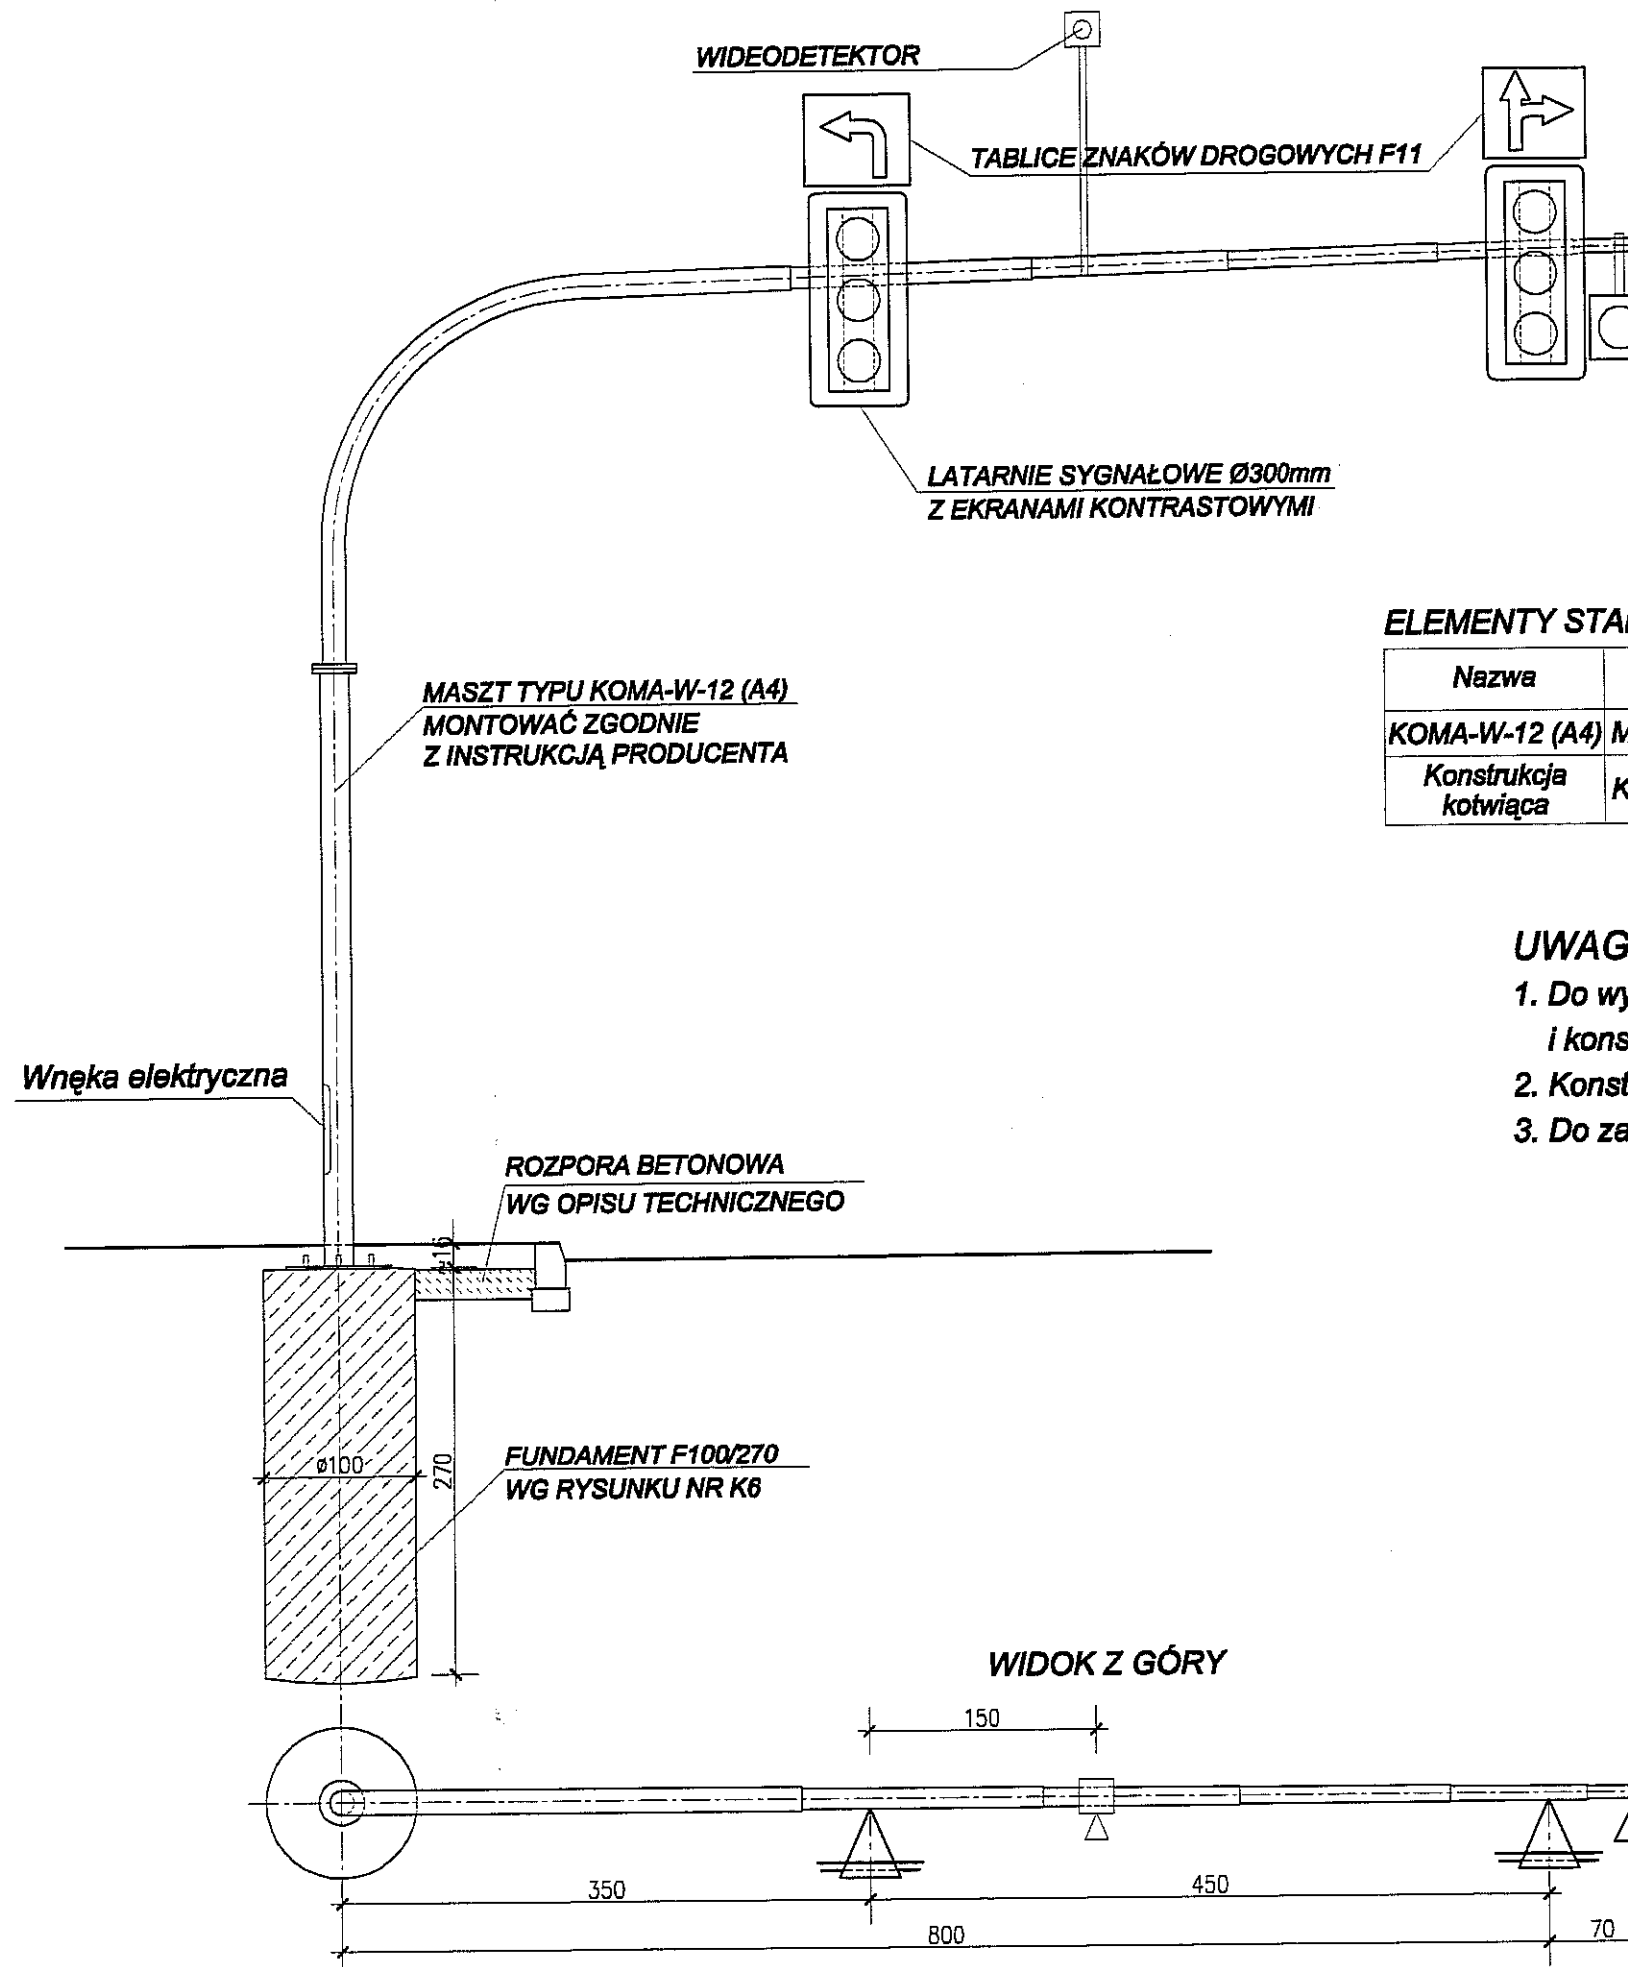 WIDEODETEKTOR
TABLICE ZNAKÓW DROGOWYCH F11
LATARNIE SYGNAŁOWE Ø300mm
Z EKRANAMI KONTRASTOWYMI
ELEMENTY STA
Nazwa
KOMA-W-12 (A4) M
Konstrukcja
kotwiąca
K
MASZT TYPU KOMA-W-12 (A4)
MONTOWAĆ ZGODNIE
Z INSTRUKCJĄ PRODUCENTA
UWAG
1. Do wy
i kons
2. Konst
3. Do za
Wnęka elektryczna
ROZPORA BETONOWA
WG OPISU TECHNICZNEGO
ø100
270
FUNDAMENT F100/270
WG RYSUNKU NR K6
WIDOK Z GÓRY
150
350
450
800
70